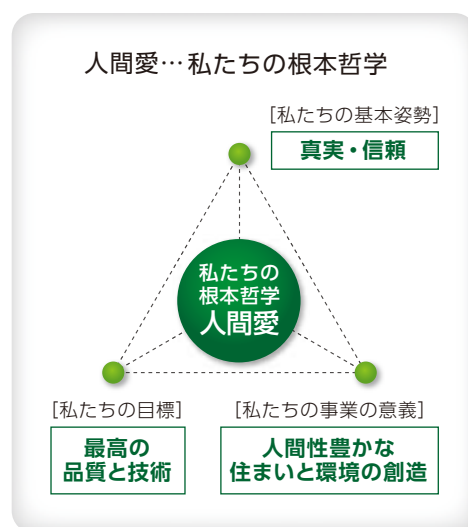 人間愛…私たちの根本哲学
[私たちの基本姿勢]
真実・信頼
私たちの
根本哲学
人間愛
[私たちの目標]
最高の
品質と技術
[私たちの事業の意義]
人間性豊かな
住まいと環境の創造